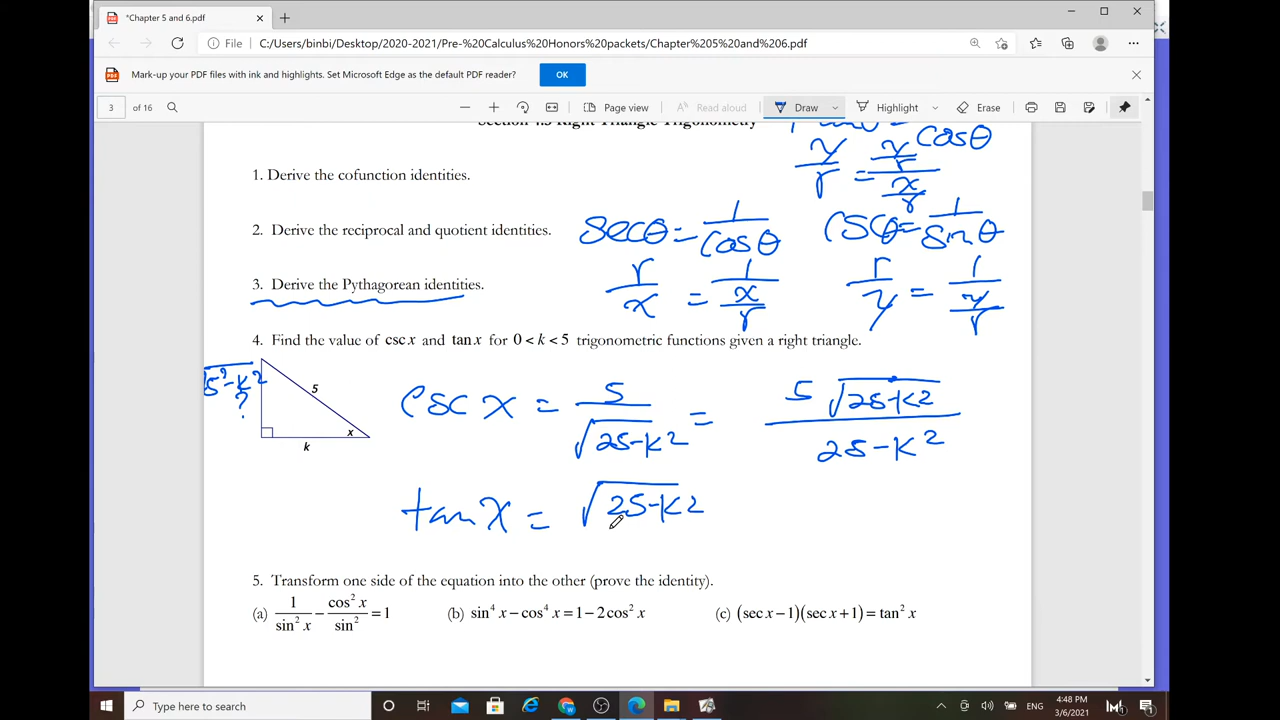 *Chapter 5 and 6.pdf
File C:/Users/binbi/Desktop/2020-2021/Pre-%20Calculus%20Honors%20packets/Chapter%205%20and%206.pdf
Mark-up your PDF files with ink and highlights. Set Microsoft Edge as the default PDF reader? OK
3 of 16 Page view Read aloud Draw Highlight Erase
Right Triangle Trigonometry
cosθ
y/r = (y/r)/(x/r)
1. Derive the cofunction identities.
2. Derive the reciprocal and quotient identities.
secθ = 1/cosθ cscθ = 1/sinθ
3. Derive the Pythagorean identities.
r/x = 1/(x/r) r/y = 1/(y/r)
4. Find the value of csc x and tan x for 0 < k < 5 trigonometric functions given a right triangle.
√5²-k²
?
5
x
k
csc x = 5/√25-k² = 5√25-k²/25-k²
tan x = √25-k2
5. Transform one side of the equation into the other (prove the identity).
(a) 1/sin² x − cos² x/sin² = 1 (b) sin⁴ x − cos⁴ x = 1 − 2cos² x (c) (sec x − 1)(sec x + 1) = tan² x
Type here to search
4:48 PM
3/6/2021